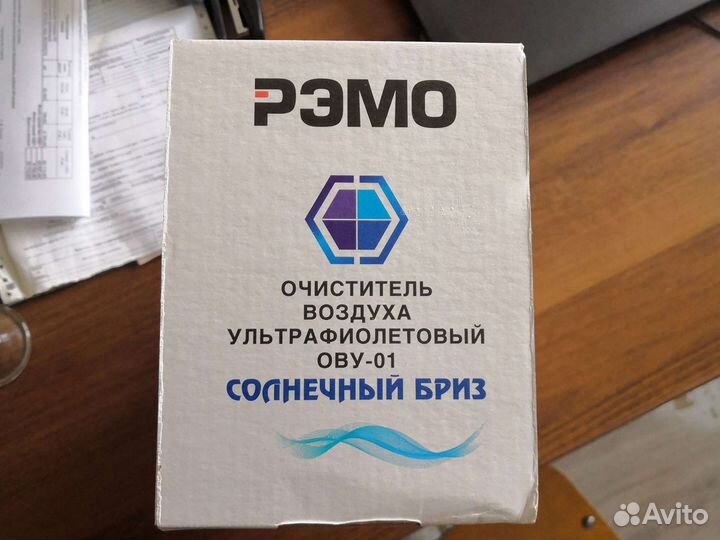 РЭМО
ОЧИСТИТЕЛЬ
ВОЗДУХА
УЛЬТРАФИОЛЕТОВЫЙ
ОВУ-01
СОЛНЕЧНЫЙ БРИЗ
Avito